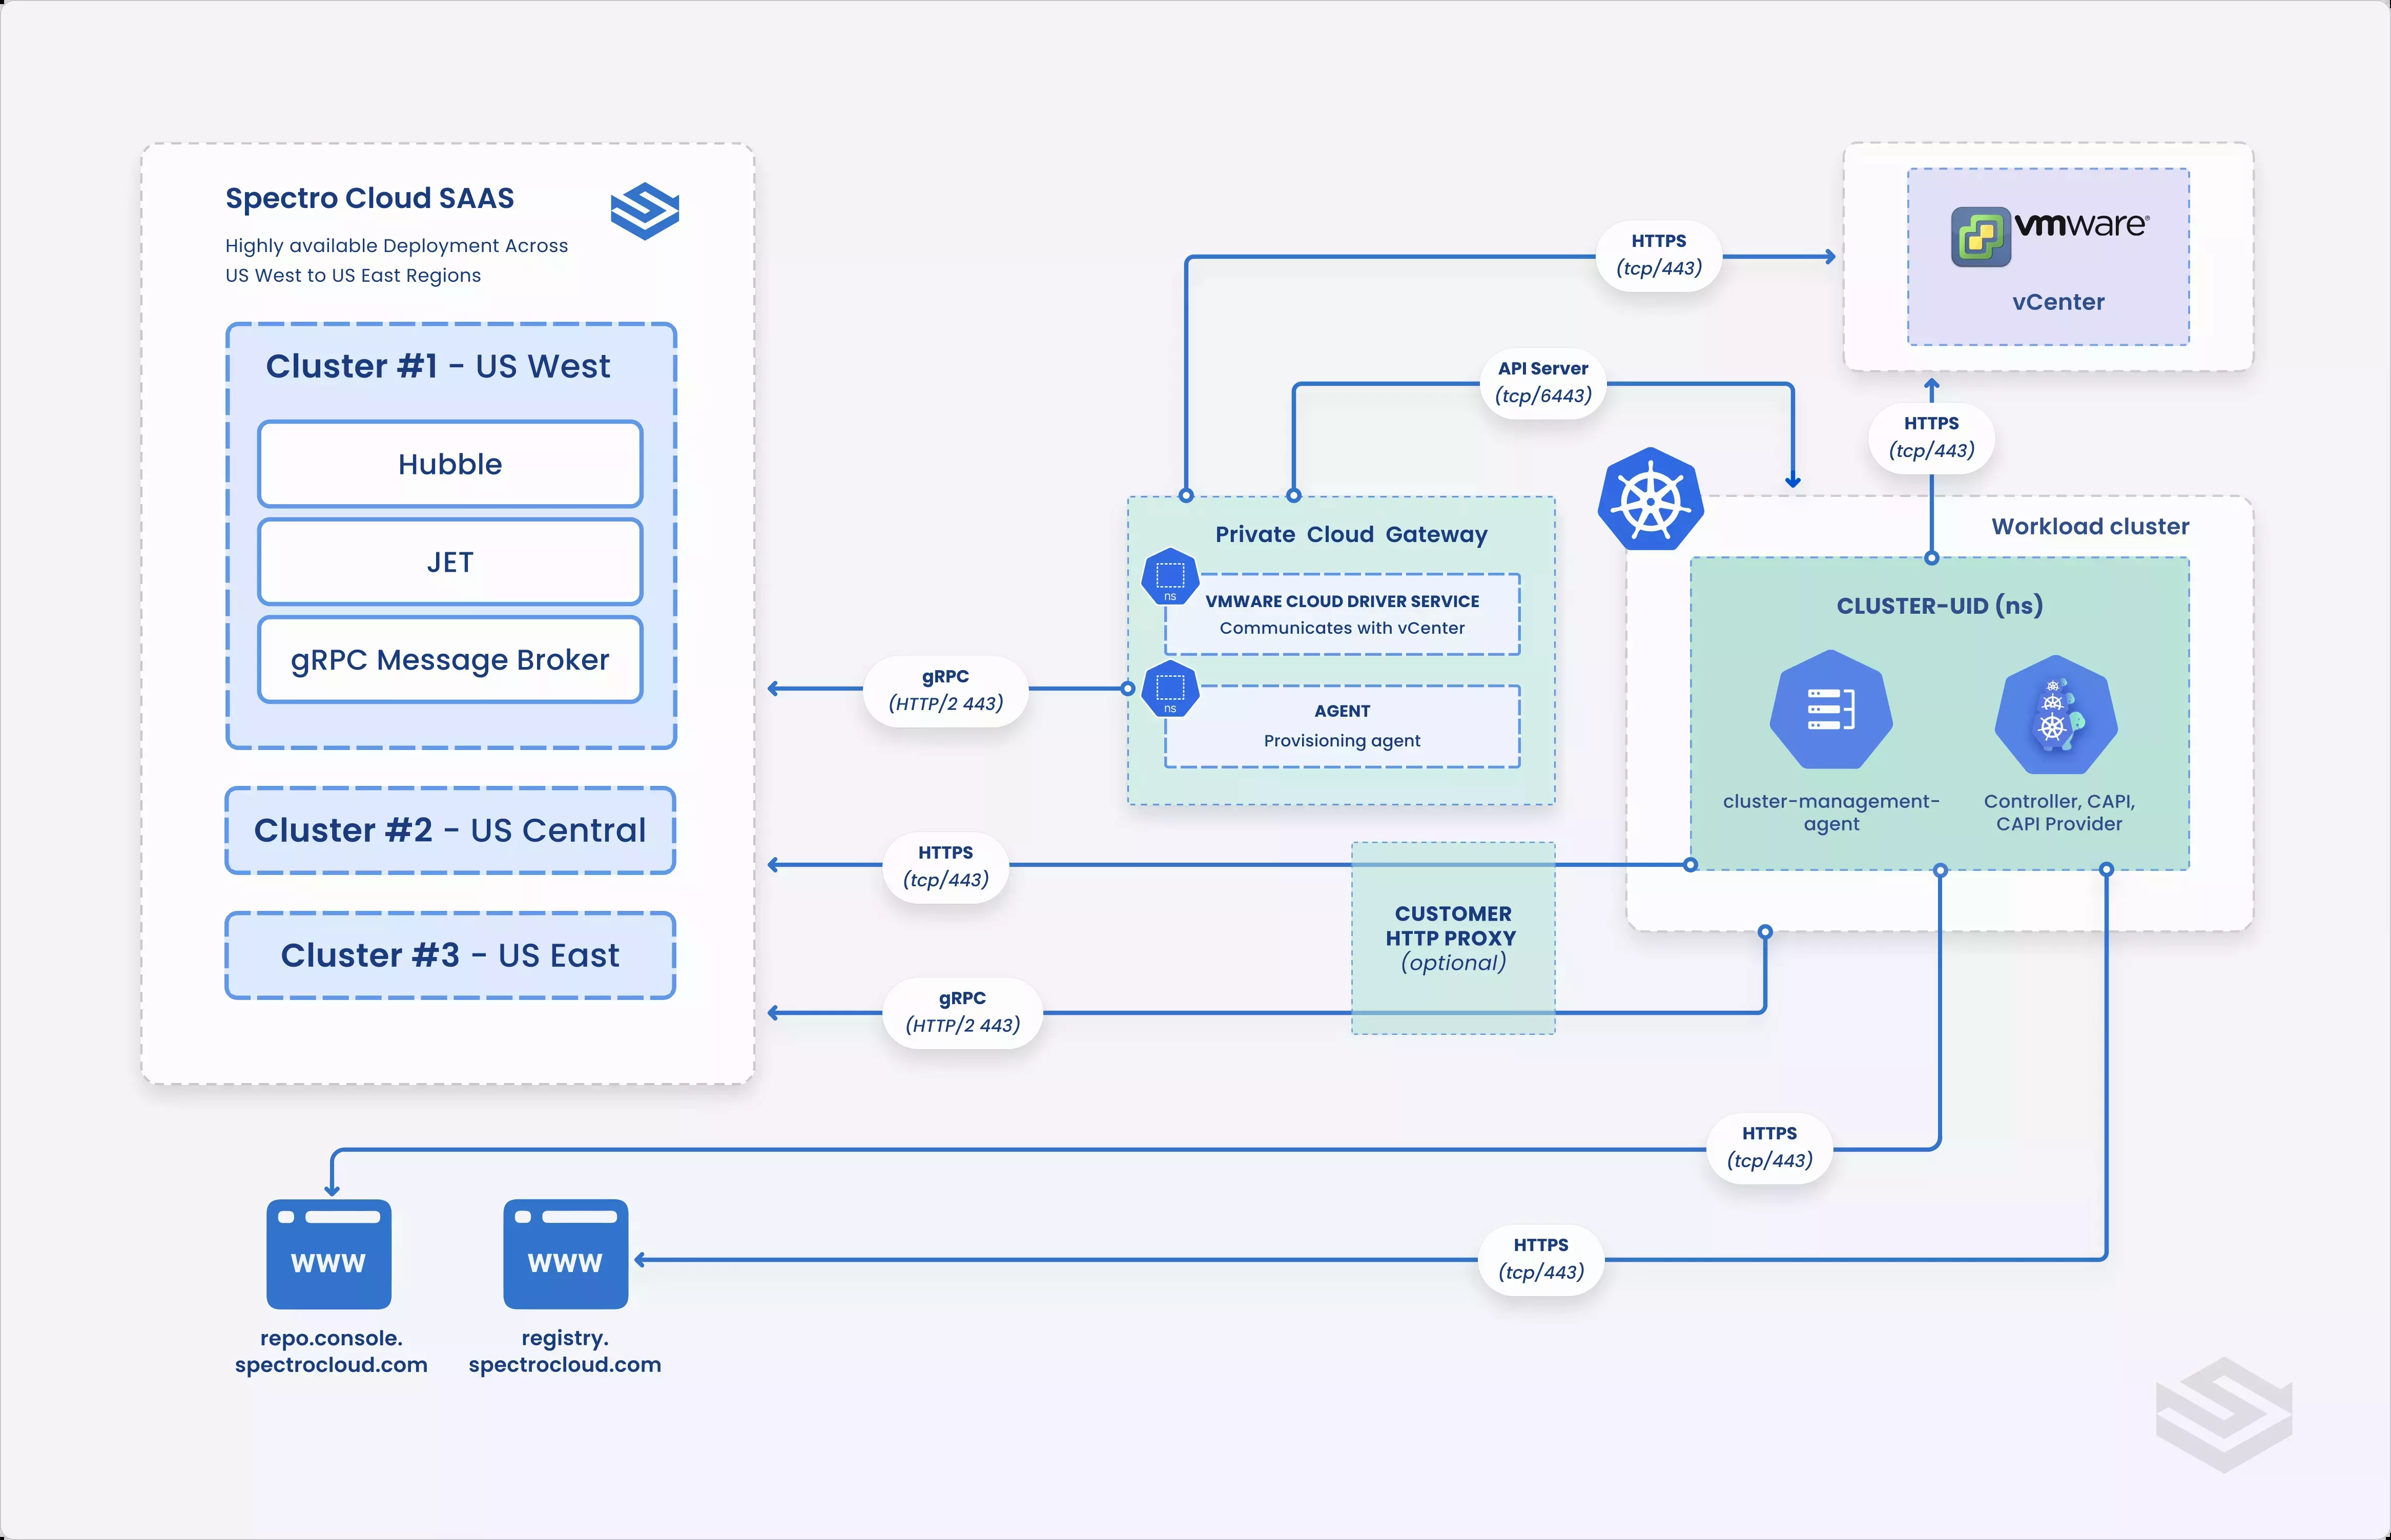 Spectro Cloud SAAS
Highly available Deployment Across
US West to US East Regions
Cluster #1 - US West
Hubble
JET
gRPC Message Broker
Cluster #2 - US Central
Cluster #3 - US East
gRPC
(HTTP/2 443)
HTTPS
(tcp/443)
gRPC
(HTTP/2 443)
HTTPS
(tcp/443)
API Server
(tcp/6443)
Private Cloud Gateway
ns
VMWARE CLOUD DRIVER SERVICE
Communicates with vCenter
ns
AGENT
Provisioning agent
CUSTOMER
HTTP PROXY
(optional)
vmware®
vCenter
HTTPS
(tcp/443)
Workload cluster
CLUSTER-UID (ns)
cluster-management-
agent
Controller, CAPI,
CAPI Provider
HTTPS
(tcp/443)
HTTPS
(tcp/443)
www
repo.console.
spectrocloud.com
www
registry.
spectrocloud.com